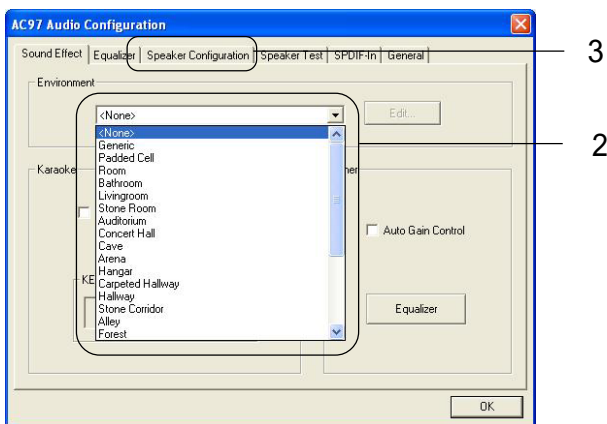 AC97 Audio Configuration
Sound Effect Equalizer Speaker Configuration Speaker Test SPDIF-In General
3
Environment
<None> Edit...
2
<None>
Generic
Padded Cell
Room
Bathroom
Livingroom
Stone Room
Auditorium
Concert Hall
Cave
Arena
Hangar
Carpeted Hallway
Hallway
Stone Corridor
Alley
Forest
Karaoke
KE
Auto Gain Control
Equalizer
OK